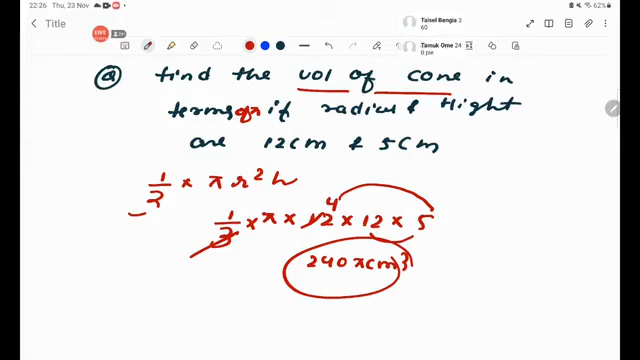 22:26 Thu, 23 Nov
62%
Title
LIVE
Taisel Bengia 3
60
Tamuk Ome 24
0 pie
Q find the vol of cone in
terms of π if radius & Hight
are 12cm & 5cm
1/3 × π r² h
4
1/3 × π × 12 × 12 × 5
240 π cm³